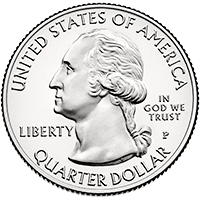 UNITED STATES OF AMERICA
IN
GOD WE
TRUST
LIBERTY
P
QUARTER DOLLAR